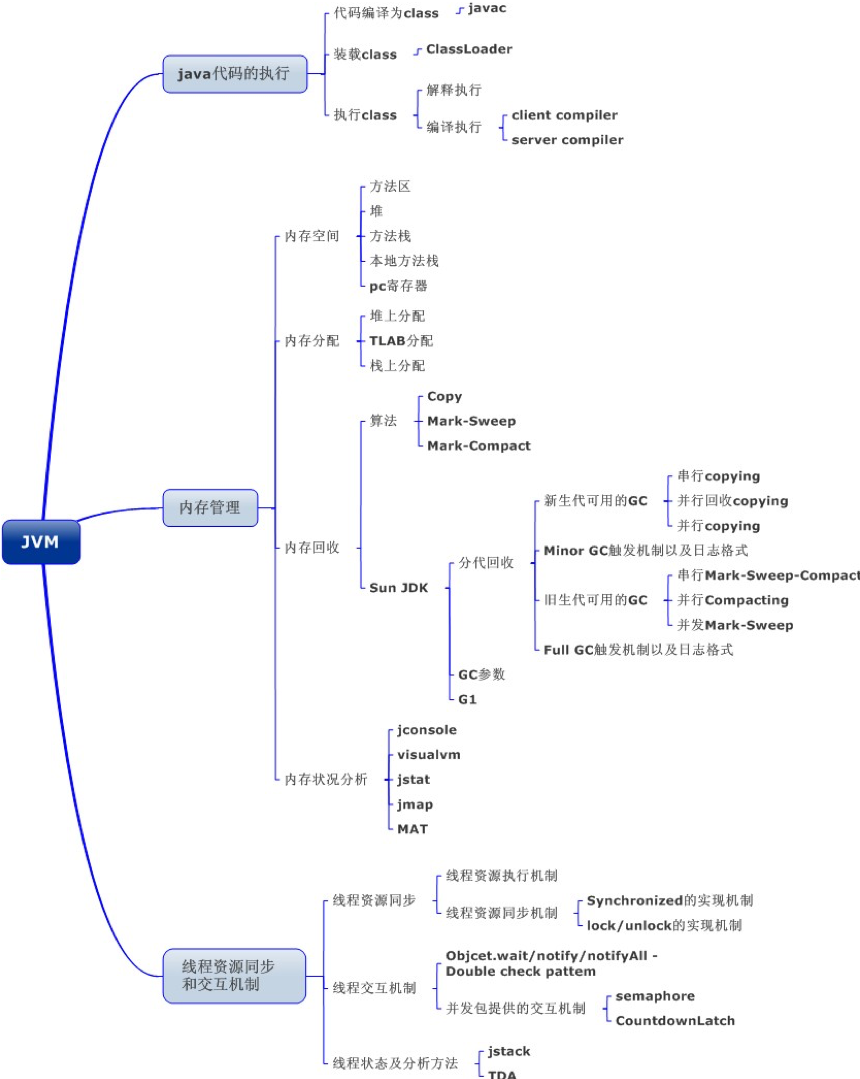 JVM
java代码的执行
代码编译为class
javac
装载class
ClassLoader
执行class
解释执行
编译执行
client compiler
server compiler
内存管理
内存空间
方法区
堆
方法栈
本地方法栈
pc寄存器
内存分配
堆上分配
TLAB分配
栈上分配
内存回收
算法
Copy
Mark-Sweep
Mark-Compact
Sun JDK
分代回收
新生代可用的GC
串行copying
并行回收copying
并行copying
Minor GC触发机制以及日志格式
旧生代可用的GC
串行Mark-Sweep-Compact
并行Compacting
并发Mark-Sweep
Full GC触发机制以及日志格式
GC参数
G1
内存状况分析
jconsole
visualvm
jstat
jmap
MAT
线程资源同步
和交互机制
线程资源同步
线程资源执行机制
线程资源同步机制
Synchronized的实现机制
lock/unlock的实现机制
线程交互机制
Objcet.wait/notify/notifyAll -
Double check pattem
并发包提供的交互机制
semaphore
CountdownLatch
线程状态及分析方法
jstack
TDA